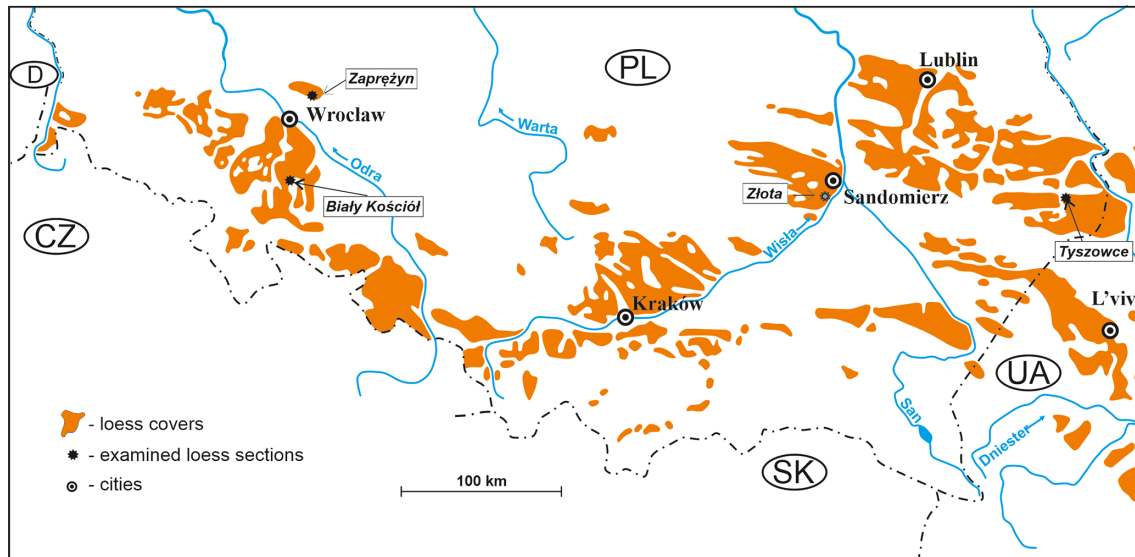 D
Zaprężyn
Wrocław
PL
Lublin
Warta
Odra
Biały Kościół
CZ
Złota
Sandomierz
Wisła
Tyszowce
Kraków
L'viv
UA
San
Dniester
SK
- loess covers
- examined loess sections
- cities
100 km